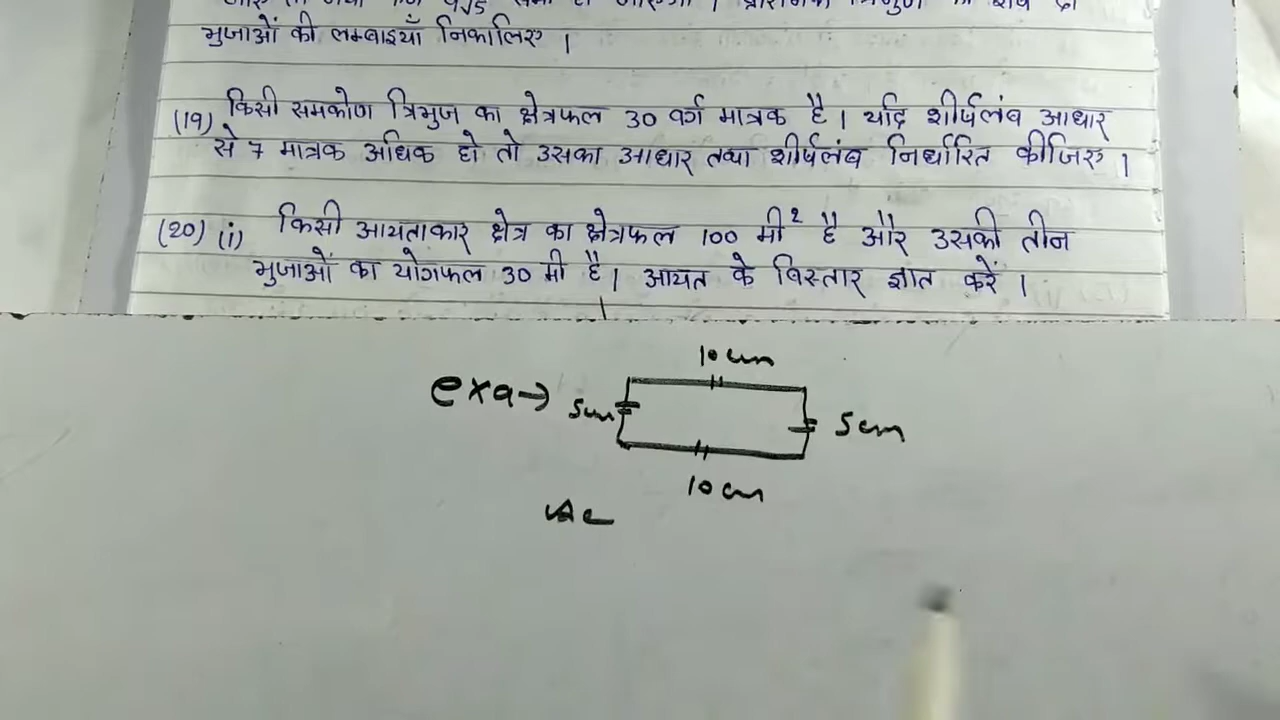 भुजाओं की लम्बाइयाँ निकालिए ।
(19) किसी समकोण त्रिभुज का क्षेत्रफल 30 वर्ग मात्रक है । यदि शीर्षलंब आधार
से 7 मात्रक अधिक हो तो उसका आधार तथा शीर्षलंब निर्धारित कीजिए ।
(20) (i) किसी आयताकार क्षेत्र का क्षेत्रफल 100 मी² है और उसकी तीन
भुजाओं का योगफल 30 मी है । आयत के विस्तार ज्ञात करें ।
10 cm
exa→ 5cm 5cm
10 cm